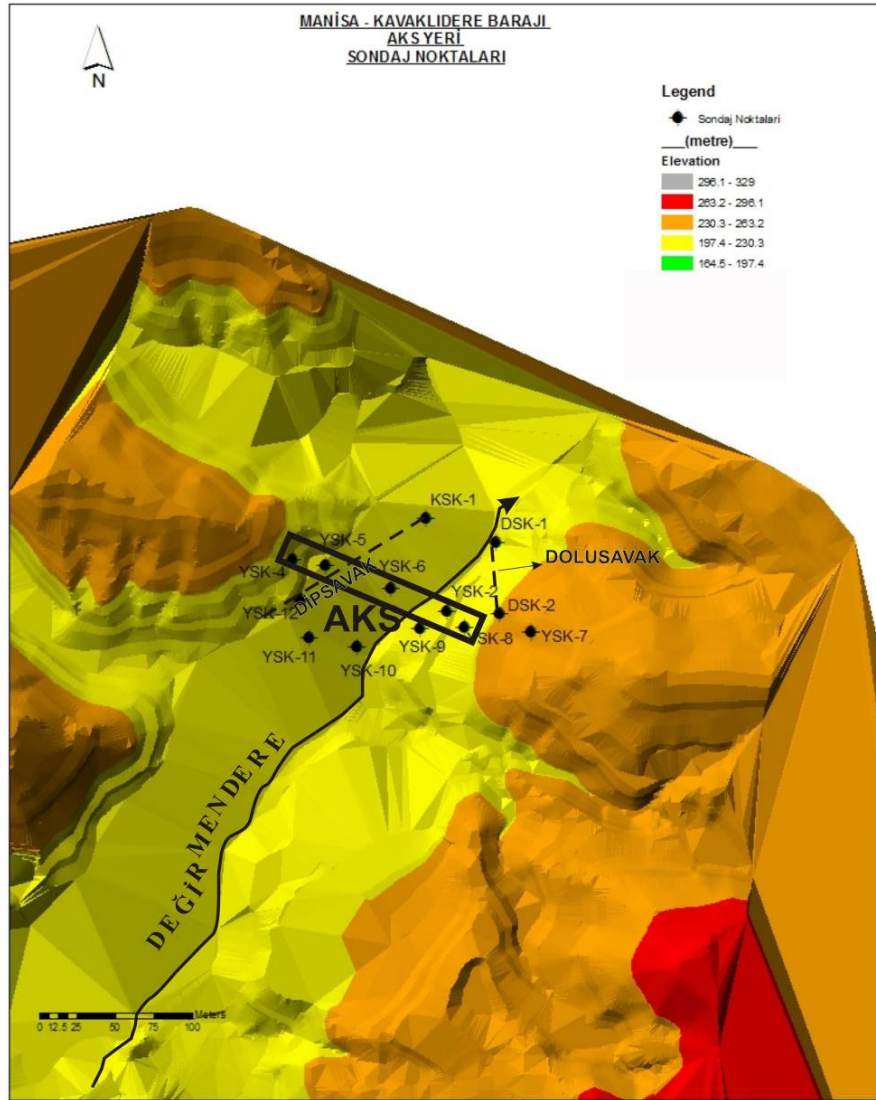 MANİSA - KAVAKLIDERE BARAJI
AKS YERİ
SONDAJ NOKTALARI
N
Legend
Sondaj Noktalari
___(metre)___
Elevation
296.1 - 329
263.2 - 296.1
230.3 - 263.2
197.4 - 230.3
164.5 - 197.4
KSK-1
DSK-1
YSK-5
YSK-4
YSK-6
DOLUSAVAK
DİPSAVAK
YSK-2
YSK-12
DSK-2
AKS
YSK-8
YSK-7
YSK-9
YSK-11
YSK-10
DEĞİRMENDERE
Meters
0 12.5 25 50 75 100